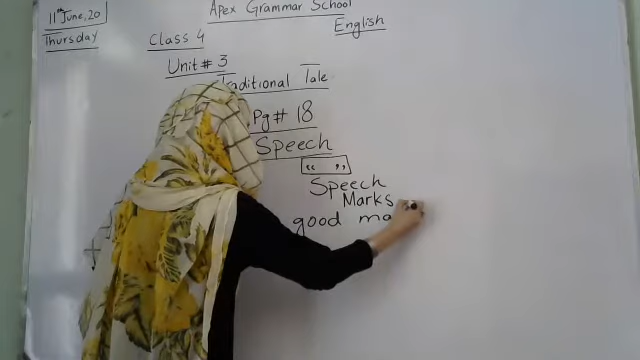 11th June, 20
Thursday
Apex Grammar School
English
Class 4
Unit # 3
Traditional Tale
Pg # 18
Speech
“ ”
Speech
Marks
good ma